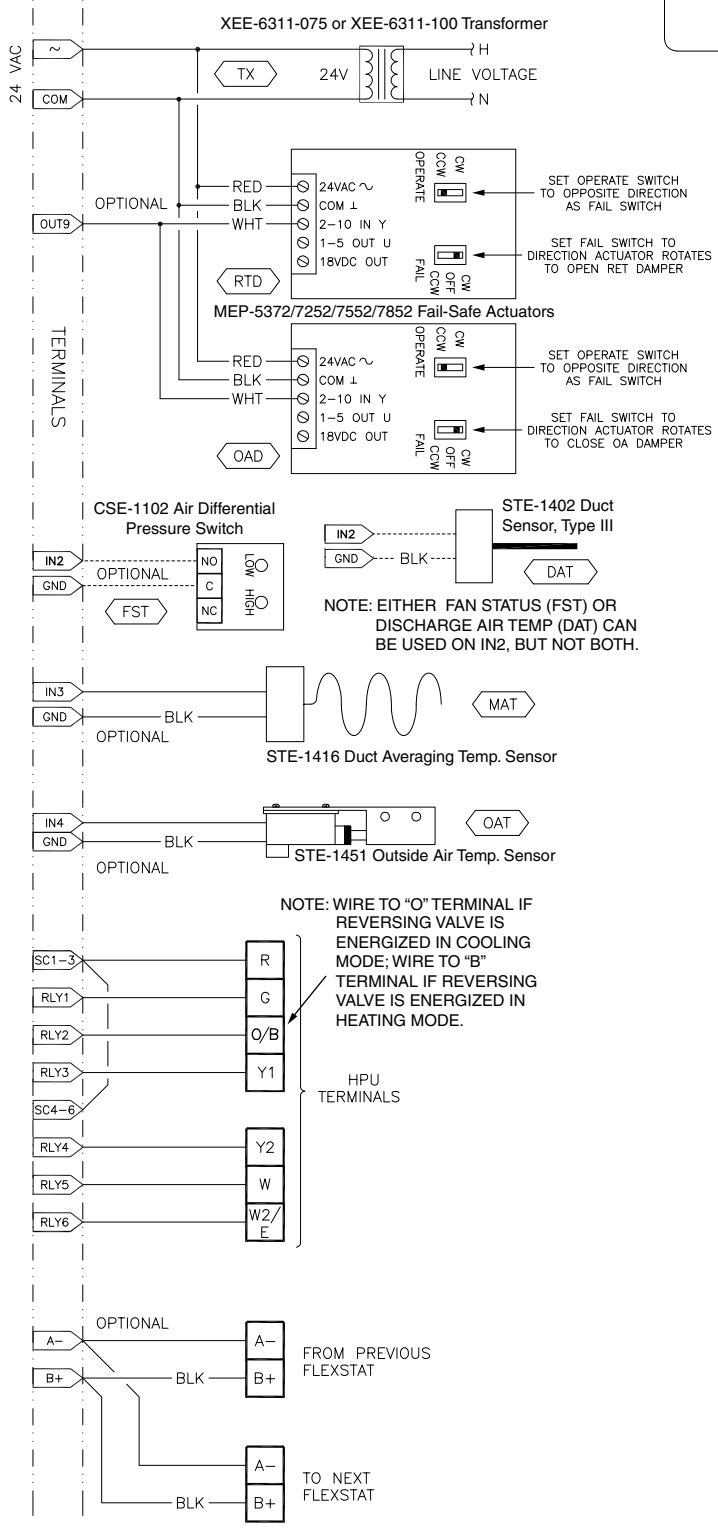 XEE-6311-075 or XEE-6311-100 Transformer
24 VAC
~
TX
24V
LINE VOLTAGE
H
COM
N
OPTIONAL
OUT9
RED
BLK
WHT
24VAC ~
COM ⊥
2-10 IN Y
1-5 OUT U
18VDC OUT
OPERATE
CCW
CW
SET OPERATE SWITCH
TO OPPOSITE DIRECTION
AS FAIL SWITCH
FAIL
CCW
OFF
CW
SET FAIL SWITCH TO
DIRECTION ACTUATOR ROTATES
TO OPEN RET DAMPER
RTD
MEP-5372/7252/7552/7852 Fail-Safe Actuators
TERMINALS
RED
BLK
WHT
24VAC ~
COM ⊥
2-10 IN Y
1-5 OUT U
18VDC OUT
OPERATE
CCW
CW
SET OPERATE SWITCH
TO OPPOSITE DIRECTION
AS FAIL SWITCH
FAIL
CCW
OFF
CW
SET FAIL SWITCH TO
DIRECTION ACTUATOR ROTATES
TO CLOSE OA DAMPER
OAD
CSE-1102 Air Differential
Pressure Switch
IN2
GND
OPTIONAL
FST
NO
C
NC
LOW
HIGH
STE-1402 Duct
Sensor, Type III
IN2
GND
BLK
DAT
NOTE: EITHER FAN STATUS (FST) OR
DISCHARGE AIR TEMP (DAT) CAN
BE USED ON IN2, BUT NOT BOTH.
IN3
GND
BLK
OPTIONAL
MAT
STE-1416 Duct Averaging Temp. Sensor
IN4
GND
BLK
OPTIONAL
OAT
STE-1451 Outside Air Temp. Sensor
NOTE: WIRE TO “O” TERMINAL IF
REVERSING VALVE IS
ENERGIZED IN COOLING
MODE; WIRE TO “B”
TERMINAL IF REVERSING
VALVE IS ENERGIZED IN
HEATING MODE.
SC1-3
R
RLY1
G
RLY2
O/B
RLY3
Y1
SC4-6
HPU
TERMINALS
RLY4
Y2
RLY5
W
RLY6
W2/
E
OPTIONAL
A-
A-
B+
BLK
B+
FROM PREVIOUS
FLEXSTAT
A-
BLK
B+
TO NEXT
FLEXSTAT